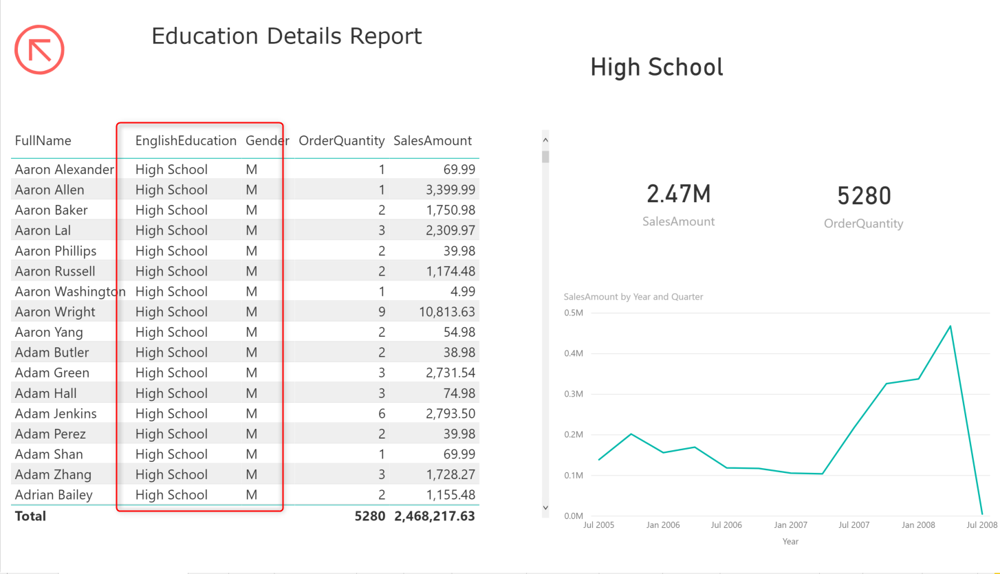 Education Details Report
High School
FullName EnglishEducation Gender OrderQuantity SalesAmount
Aaron Alexander High School M 1 69.99
Aaron Allen High School M 1 3,399.99
Aaron Baker High School M 2 1,750.98
Aaron Lal High School M 3 2,309.97
Aaron Phillips High School M 2 39.98
Aaron Russell High School M 2 1,174.48
Aaron Washington High School M 1 4.99
Aaron Wright High School M 9 10,813.63
Aaron Yang High School M 2 54.98
Adam Butler High School M 2 38.98
Adam Green High School M 3 2,731.54
Adam Hall High School M 3 74.98
Adam Jenkins High School M 6 2,793.50
Adam Perez High School M 2 39.98
Adam Shan High School M 1 69.99
Adam Zhang High School M 3 1,728.27
Adrian Bailey High School M 2 1,155.48
Total 5280 2,468,217.63
2.47M 5280
SalesAmount OrderQuantity
SalesAmount by Year and Quarter
0.5M
0.4M
0.3M
0.2M
0.1M
0.0M
Jul 2005 Jan 2006 Jul 2006 Jan 2007 Jul 2007 Jan 2008 Jul 2008
Year